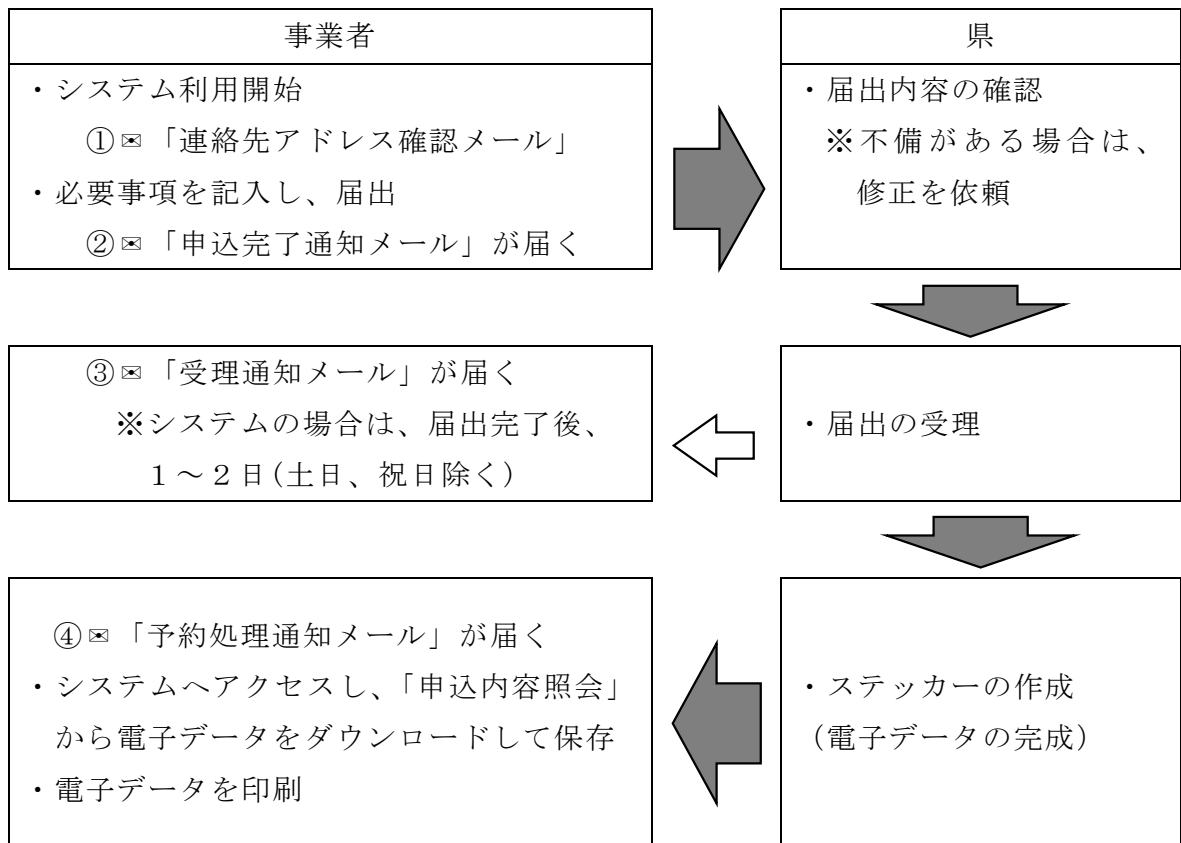 事業者
・システム利用開始
①✉「連絡先アドレス確認メール」
・必要事項を記入し、届出
②✉「申込完了通知メール」が届く
県
・届出内容の確認
※不備がある場合は、
修正を依頼
③✉「受理通知メール」が届く
※システムの場合は、届出完了後、
１～２日(土日、祝日除く)
・届出の受理
④✉「予約処理通知メール」が届く
・システムへアクセスし、「申込内容照会」
から電子データをダウンロードして保存
・電子データを印刷
・ステッカーの作成
(電子データの完成)